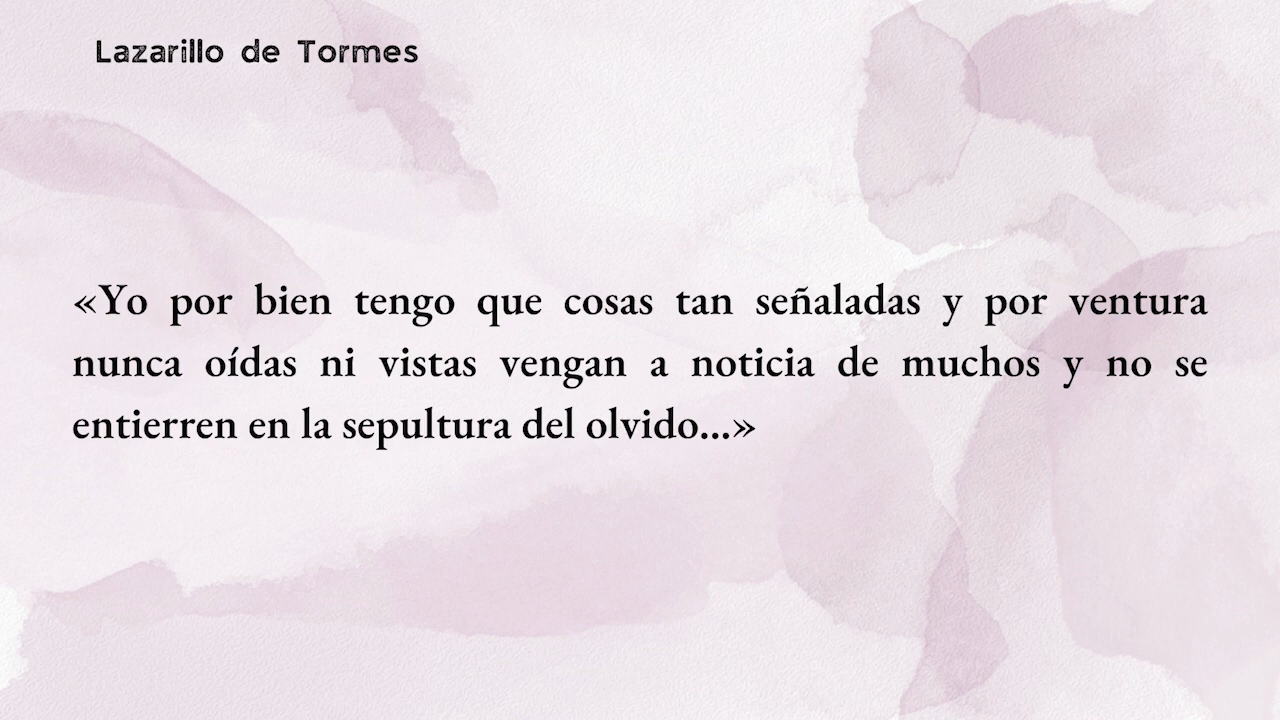 Lazarillo de Tormes
«Yo por bien tengo que cosas tan señaladas y por ventura
nunca oídas ni vistas vengan a noticia de muchos y no se
entierren en la sepultura del olvido...»